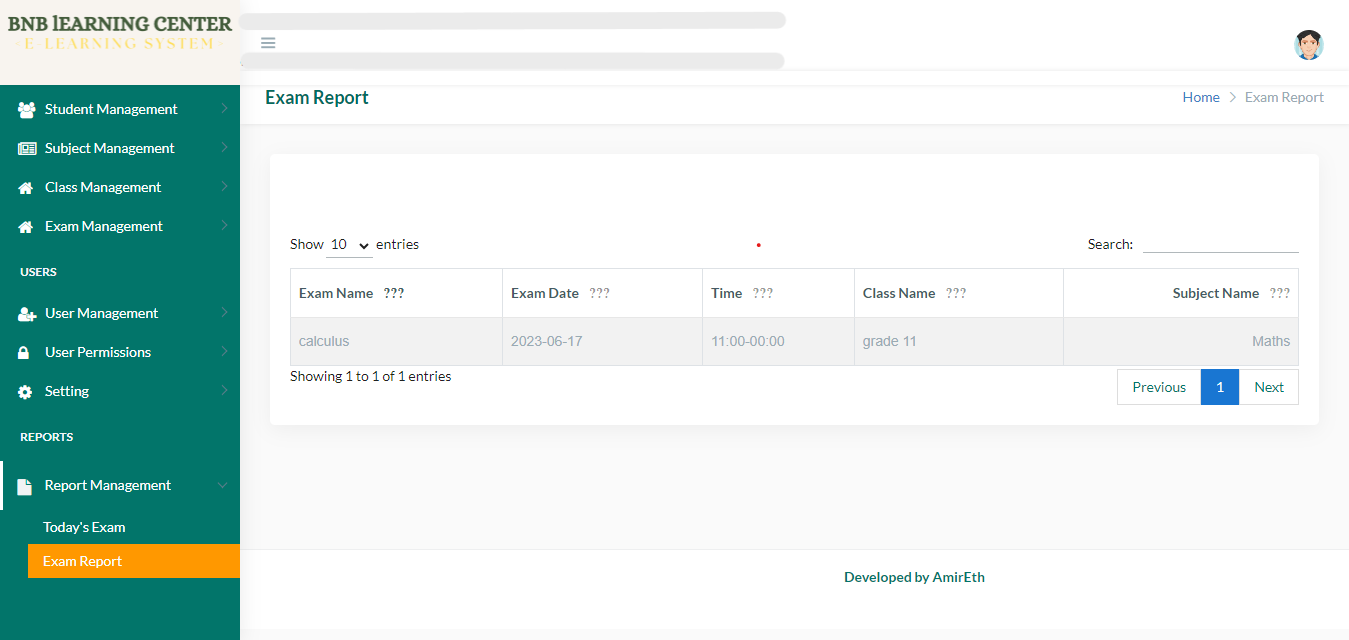 BNB lEARNING CENTER
E-LEARNING SYSTEM
Student Management
Subject Management
Class Management
Exam Management
USERS
User Management
User Permissions
Setting
REPORTS
Report Management
Today's Exam
Exam Report
Exam Report
Home > Exam Report
Show 10 entries
Search:
Exam Name ??? Exam Date ??? Time ??? Class Name ??? Subject Name ???
calculus 2023-06-17 11:00-00:00 grade 11 Maths
Showing 1 to 1 of 1 entries
Previous 1 Next
Developed by AmirEth